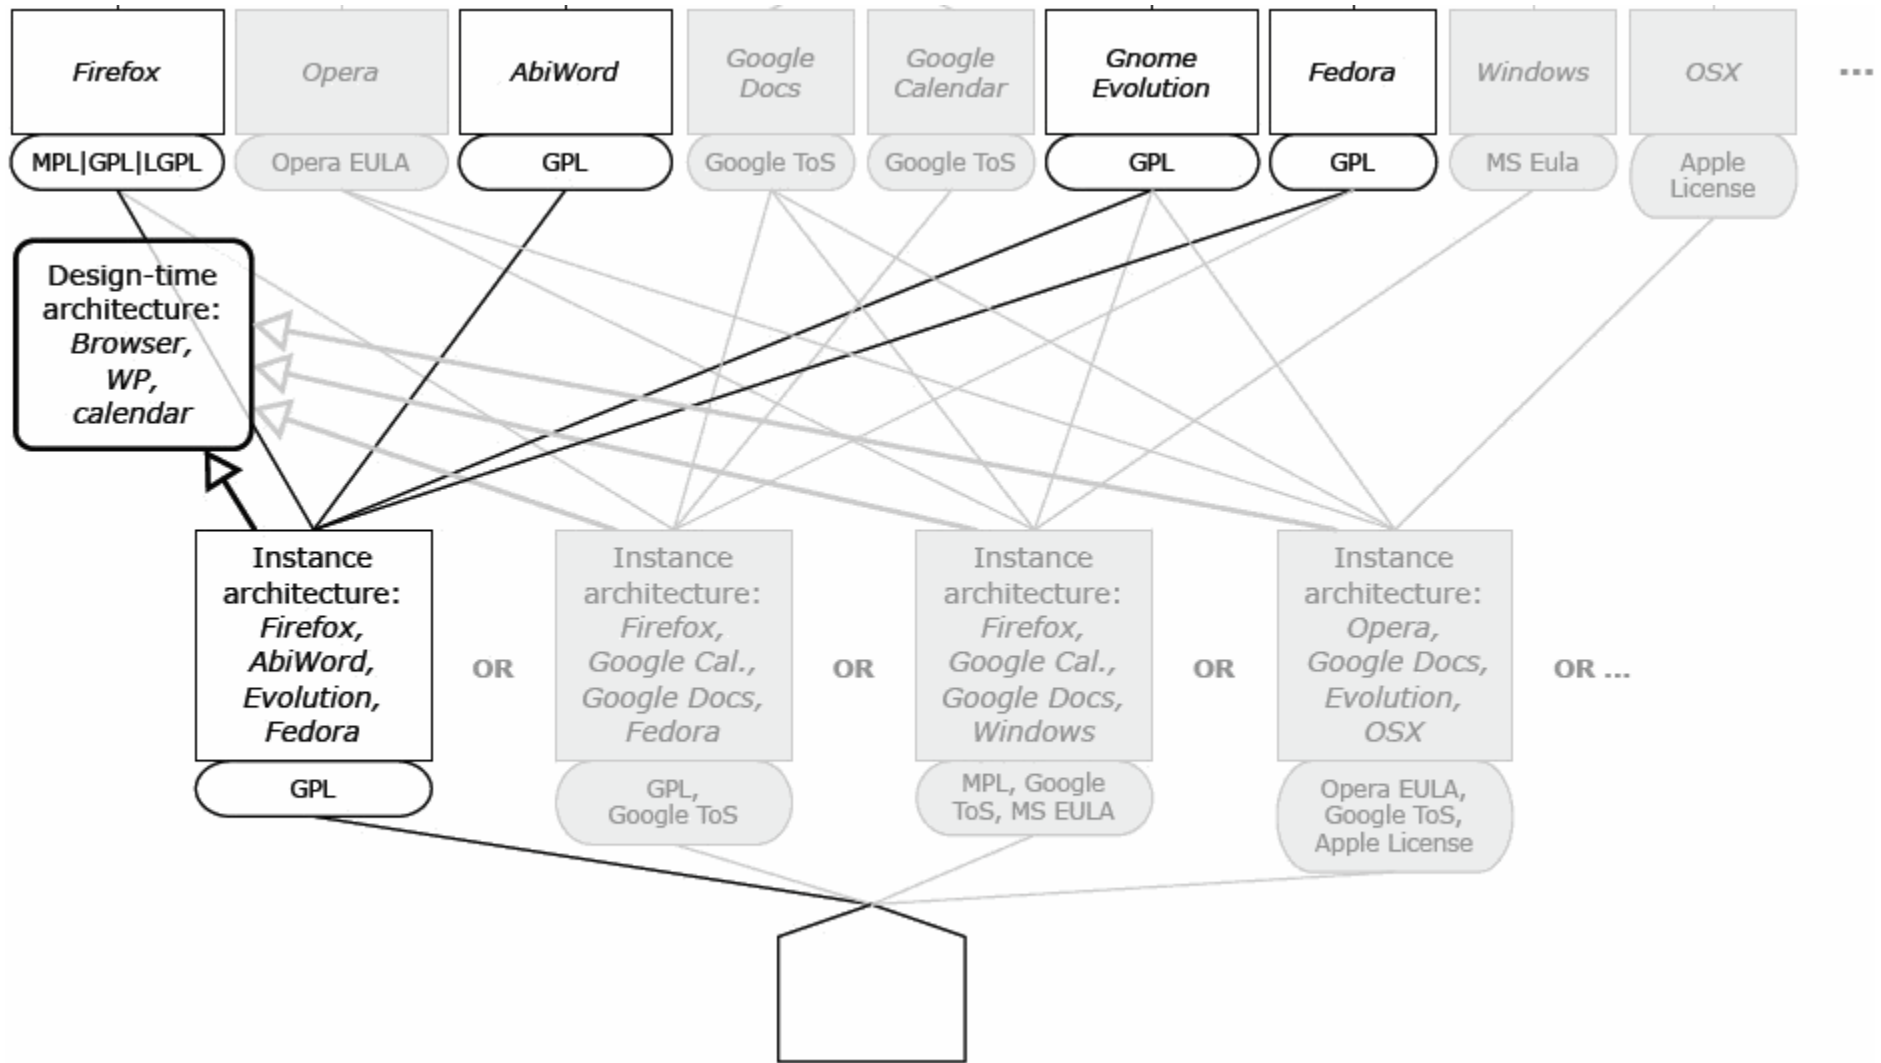 Firefox
Opera
AbiWord
Google
Docs
Google
Calendar
Gnome
Evolution
Fedora
Windows
OSX
...
MPL|GPL|LGPL
Opera EULA
GPL
Google ToS
Google ToS
GPL
GPL
MS Eula
Apple
License
Design-time
architecture:
Browser,
WP,
calendar
Instance
architecture:
Firefox,
AbiWord,
Evolution,
Fedora
GPL
OR
Instance
architecture:
Firefox,
Google Cal.,
Google Docs,
Fedora
GPL,
Google ToS
OR
Instance
architecture:
Firefox,
Google Cal.,
Google Docs,
Windows
MPL, Google
ToS, MS EULA
OR
Instance
architecture:
Opera,
Google Docs,
Evolution,
OSX
Opera EULA,
Google ToS,
Apple License
OR ...